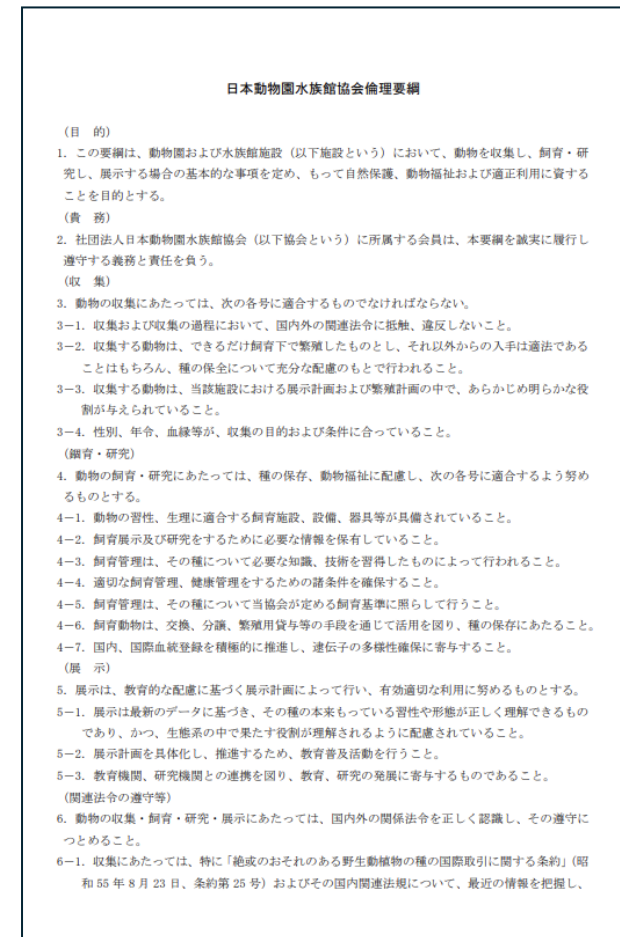 日本動物園水族館協会倫理要綱
(目 的)
1. この要綱は、動物園および水族館施設(以下施設という)において、動物を収集し、飼育・研
究し、展示する場合の基本的な事項を定め、もって自然保護、動物福祉および適正利用に資する
ことを目的とする。
(貴 務)
2. 社団法人日本動物園水族館協会(以下協会という)に所属する会員は、本要綱を誠実に履行し
遵守する義務と責任を負う。
(収 集)
3. 動物の収集にあたっては、次の各号に適合するものでなければならない。
3-1. 収集および収集の過程において、国内外の関連法令に抵触、違反しないこと。
3-2. 収集する動物は、できるだけ飼育下で繁殖したものとし、それ以外からの入手は適法である
ことはもちろん、種の保全について充分な配慮のもとで行われること。
3-3. 収集する動物は、当該施設における展示計画および繁殖計画の中で、あらかじめ明らかな役
割が与えられていること。
3-4. 性別、年令、血縁等が、収集の目的および条件に合っていること。
(錮育・研究)
4. 動物の飼育・研究にあたっては、種の保存、動物福祉に配慮し、次の各号に適合するよう努め
るものとする。
4-1. 動物の習性、生理に適合する飼育施設、設備、器具等が具備されていること。
4-2. 飼育展示及び研究をするために必要な情報を保有していること。
4-3. 飼育管理は、その種について必要な知識、技術を習得したものによって行われること。
4-4. 適切な飼育管理、健康管理をするための諸条件を確保すること。
4-5. 飼育管理は、その種について当協会が定める飼育基準に照らして行うこと。
4-6. 飼育動物は、交換、分譲、繁殖用貸与等の手段を通じて活用を図り、種の保存にあたること。
4-7. 国内、国際血統登録を積極的に推進し、逮伝子の多様性確保に寄与すること。
(展 示)
5. 展示は、教育的な配慮に基づく展示計画によって行い、有効適切な利用に努めるものとする。
5-1. 展示は最新のデータに基づき、その種の本来もっている習性や形態が正しく理解できるもの
であり、かつ、生態系の中で果たす役割が理解されるように配慮されていること。
5-2. 展示計画を具体化し、推進するため、教育普及活動を行うこと。
5-3. 教育機関、研究機関との連携を図り、教育、研究の発展に寄与するものであること。
(関連法令の遵守等)
6. 動物の収集・飼育・研究・展示にあたっては、国内外の関係法令を正しく認識し、その遵守に
つとめること。
6-1. 収集にあたっては、特に「絶或のおそれのある野生動植物の種の国際取引に関する条約」(昭
和 55 年 8 月 23 日、条約第 25 号)およびその国内関連法規について、最近の情報を把握し、